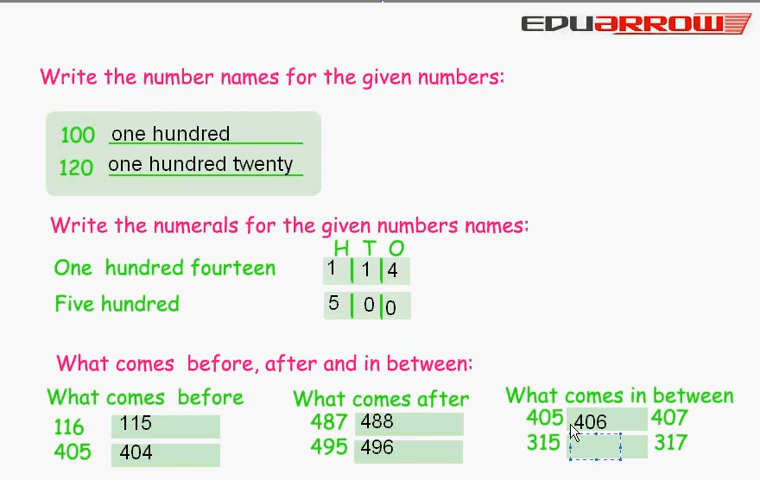 EDUARROW
Write the number names for the given numbers:
100 one hundred
120 one hundred twenty
Write the numerals for the given numbers names:
H T O
One hundred fourteen 1 1 4
Five hundred 5 0 0
What comes before, after and in between:
What comes before What comes after What comes in between
116 115 487 488 405 406 407
405 404 495 496 315 317